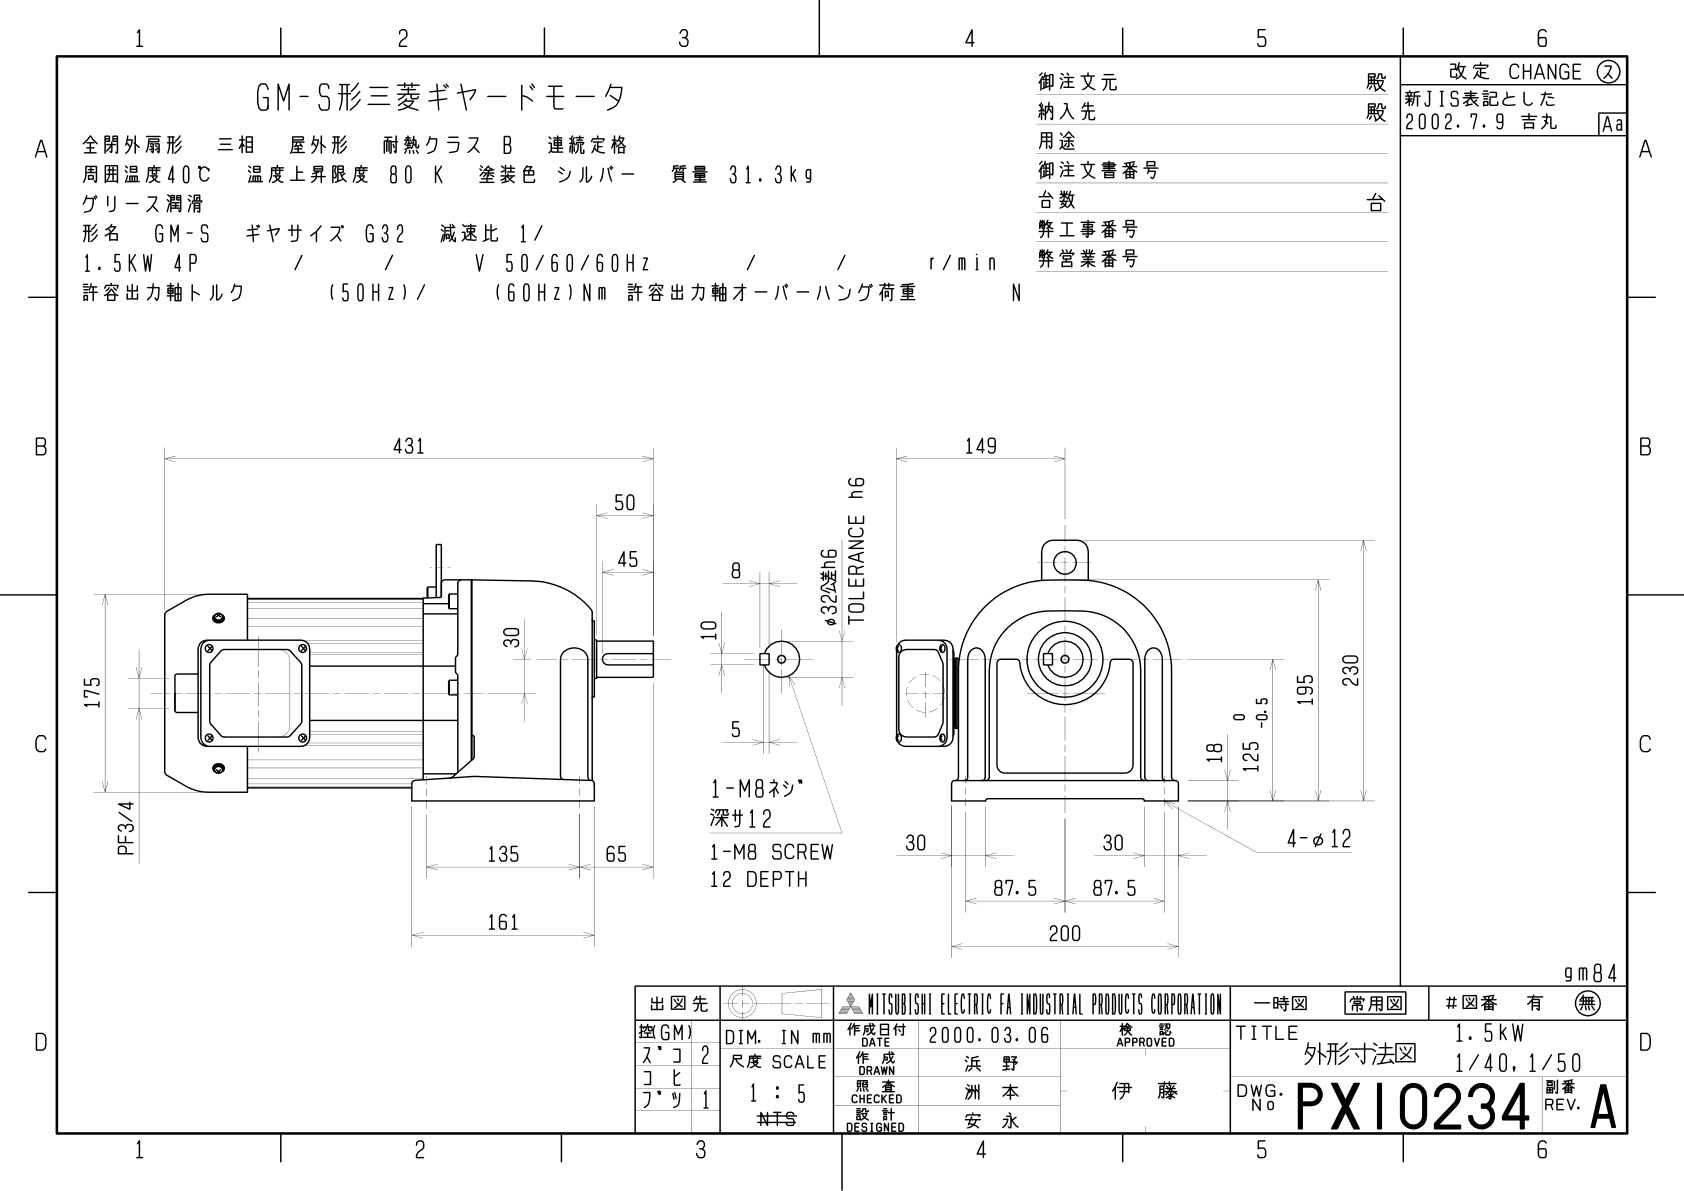 1 2 3 4 5 6
GM-S形三菱ギヤードモータ
全閉外扇形 三相 屋外形 耐熱クラス B 連続定格
周囲温度40℃ 温度上昇限度 80 K 塗装色 シルバー 質量 31.3kg
グリース潤滑
形名 GM-S ギヤサイズ G32 減速比 1/
1.5KW 4P / / V 50/60/60Hz / / r/min
許容出力軸トルク (50Hz)/ (60Hz)Nm 許容出力軸オーバーハング荷重 N
御注文元 殿
納入先 殿
用途
御注文書番号
台数 台
弊工事番号
弊営業番号
改定 CHANGE ス
新JIS表記とした
2002.7.9 吉丸 Aa
A A
B B
C C
D D
431
50
45
30
175
PF3/4
135 65
161
8
10
5
φ32公差h6
TOLERANCE h6
1-M8ネジ
深サ12
1-M8 SCREW
12 DEPTH
149
230
195
125 0 -0.5
18
4-φ12
30 30
87.5 87.5
200
gm84
出図先
控(GM)
ズコ 2
コヒ
ブツ 1
DIM. IN mm
尺度 SCALE
1 : 5
NTS
MITSUBISHI ELECTRIC FA INDUSTRIAL PRODUCTS CORPORATION
作成日付 DATE 2000.03.06
作成 DRAWN 浜野
照査 CHECKED 洲本
設計 DESIGNED 安永
検認 APPROVED
伊藤
一時図 常用図 #図番 有 無
TITLE 1.5kW
外形寸法図 1/40,1/50
DWG. No PX10234 副番 REV. A
1 2 3 4 5 6